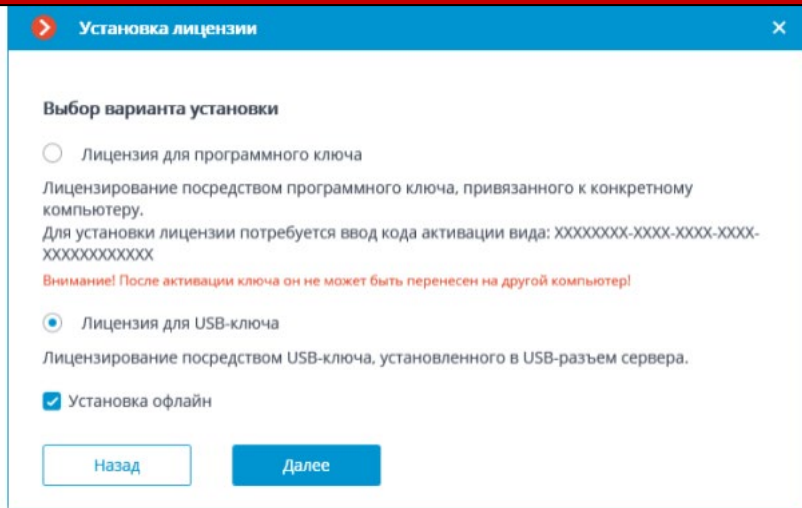 Установка лицензии
Выбор варианта установки
Лицензия для программного ключа
Лицензирование посредством программного ключа, привязанного к конкретному
компьютеру.
Для установки лицензии потребуется ввод кода активации вида: XXXXXXXX-XXXX-XXXX-XXXX-
XXXXXXXXXXXX
Внимание! После активации ключа он не может быть перенесен на другой компьютер!
Лицензия для USB-ключа
Лицензирование посредством USB-ключа, установленного в USB-разъем сервера.
Установка офлайн
Назад
Далее